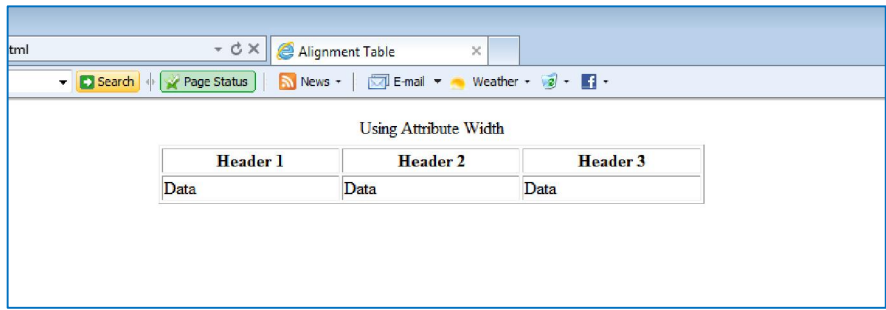 tml
Alignment Table
Search Page Status News E-mail Weather
Using Attribute Width
Header 1 Header 2 Header 3
Data Data Data